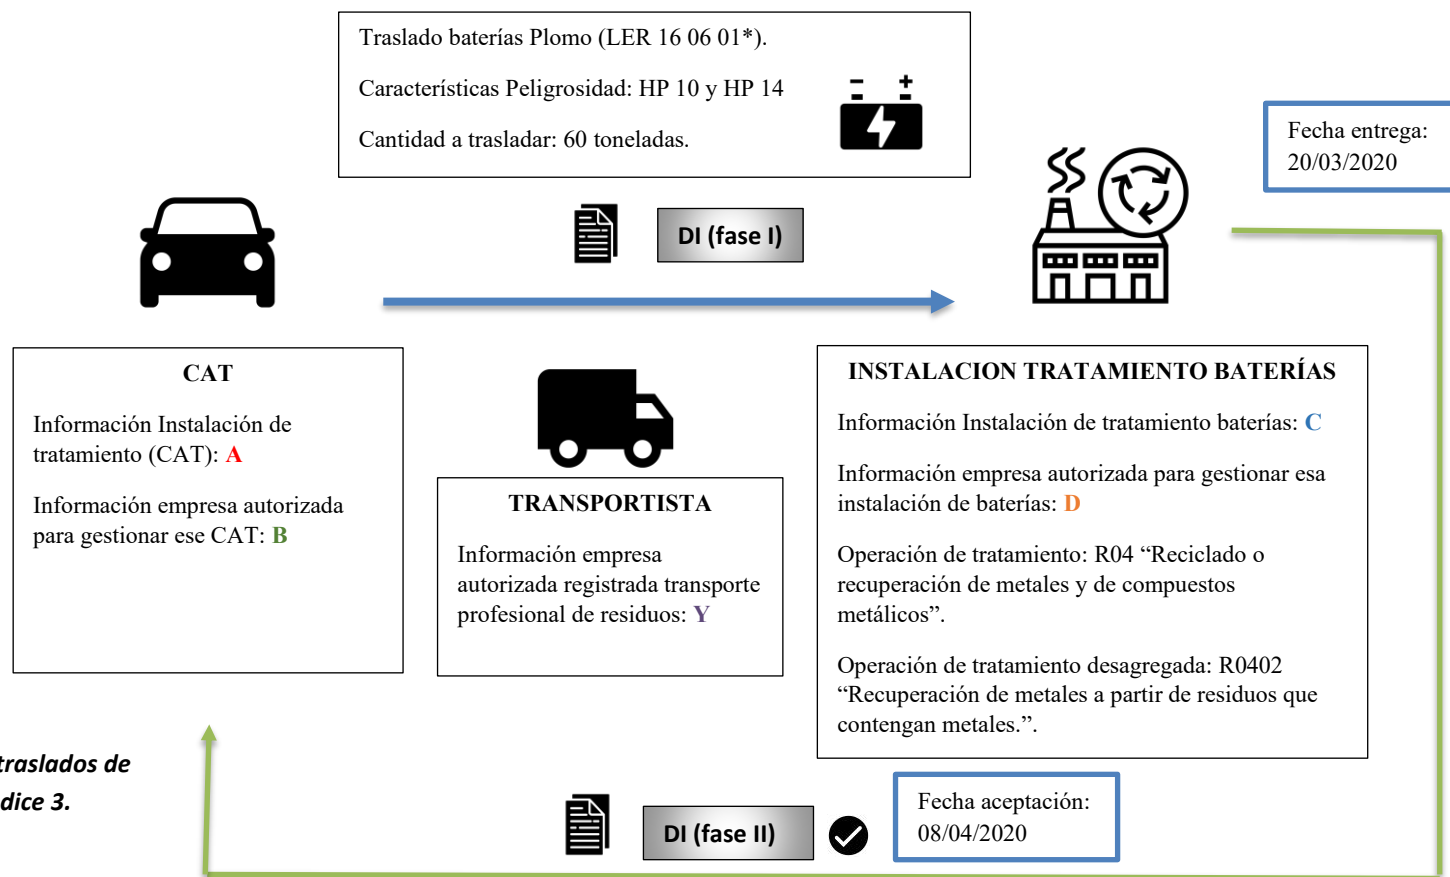 Traslado baterías Plomo (LER 16 06 01*).
Características Peligrosidad: HP 10 y HP 14
Cantidad a trasladar: 60 toneladas.
Fecha entrega:
20/03/2020
DI (fase I)
CAT
Información Instalación de
tratamiento (CAT): A
Información empresa autorizada
para gestionar ese CAT: B
TRANSPORTISTA
Información empresa
autorizada registrada transporte
profesional de residuos: Y
INSTALACION TRATAMIENTO BATERÍAS
Información Instalación de tratamiento baterías: C
Información empresa autorizada para gestionar esa
instalación de baterías: D
Operación de tratamiento: R04 “Reciclado o
recuperación de metales y de compuestos
metálicos”.
Operación de tratamiento desagregada: R0402
“Recuperación de metales a partir de residuos que
contengan metales.”.
traslados de
dice 3.
DI (fase II)
Fecha aceptación:
08/04/2020